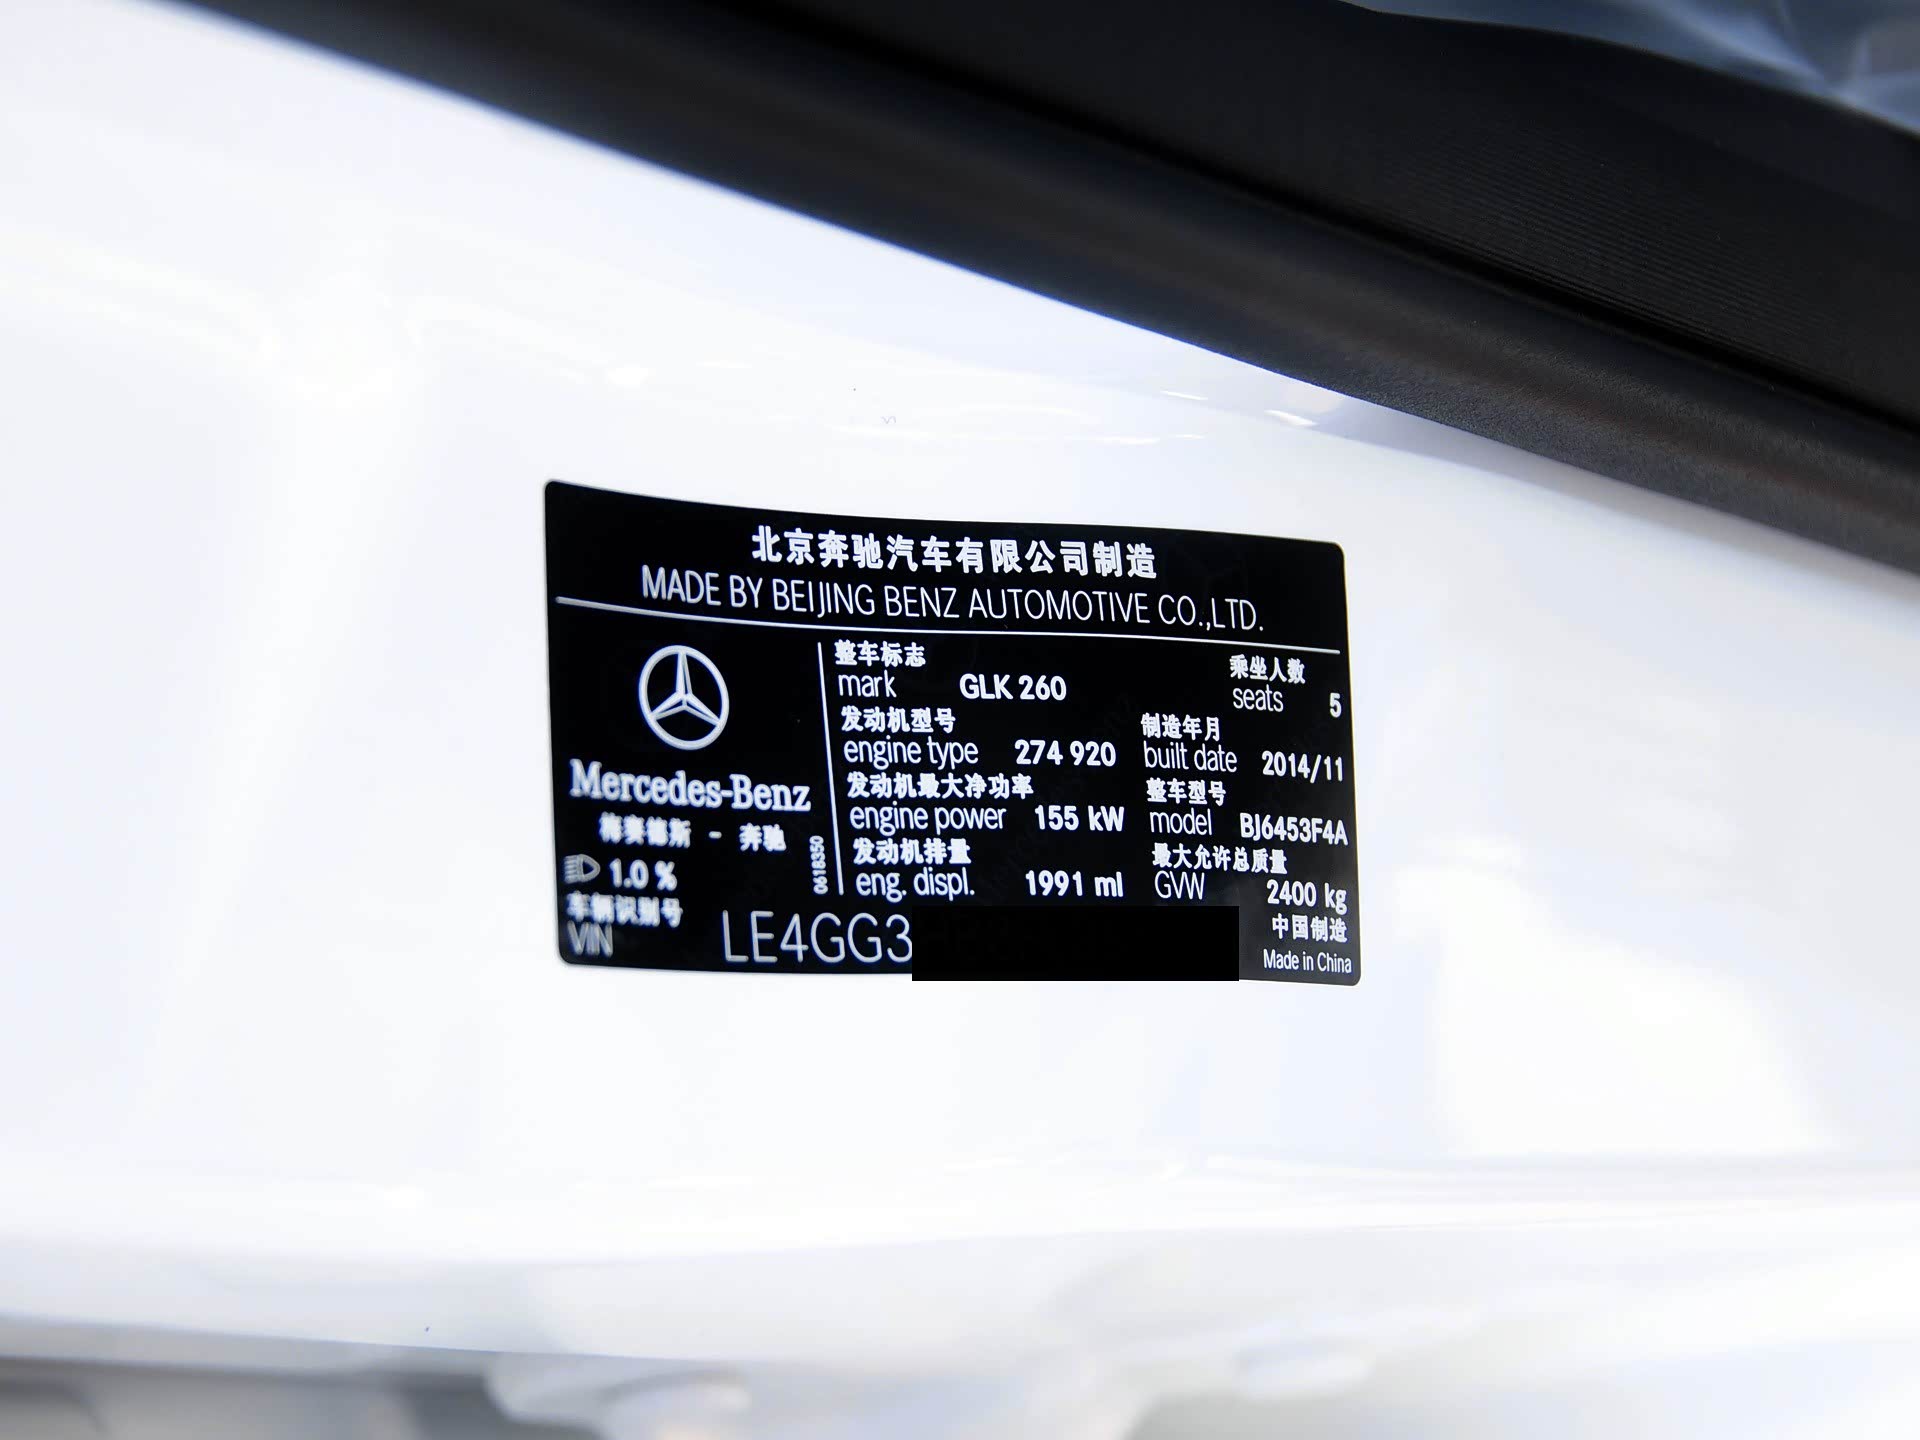 北京奔驰汽车有限公司制造
MADE BY BEIJING BENZ AUTOMOTIVE CO.,LTD.
Mercedes-Benz
梅赛德斯 - 奔驰
1.0 %
0618350
整车标志
mark GLK 260
乘坐人数
seats 5
发动机型号
engine type 274 920
制造年月
built date 2014/11
发动机最大净功率
engine power 155 kW
整车型号
model BJ6453F4A
发动机排量
eng. displ. 1991 ml
最大允许总质量
GVW 2400 kg
车辆识别号
VIN LE4GG3
中国制造
Made in China